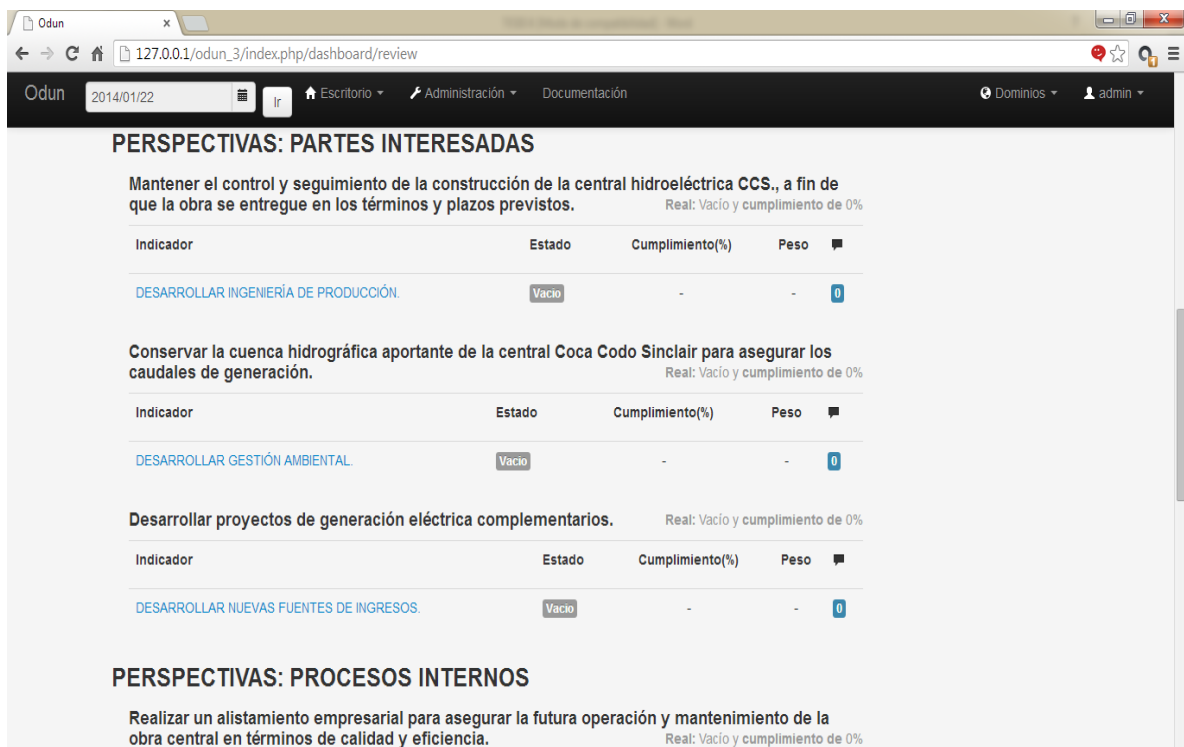 Odun
127.0.0.1/odun_3/index.php/dashboard/review
Odun 2014/01/22 Ir Escritorio Administración Documentación Dominios admin
PERSPECTIVAS: PARTES INTERESADAS
Mantener el control y seguimiento de la construcción de la central hidroeléctrica CCS., a fin de
que la obra se entregue en los términos y plazos previstos. Real: Vacío y cumplimiento de 0%
Indicador Estado Cumplimiento(%) Peso
DESARROLLAR INGENIERÍA DE PRODUCCIÓN. Vacio - - 0
Conservar la cuenca hidrográfica aportante de la central Coca Codo Sinclair para asegurar los
caudales de generación. Real: Vacío y cumplimiento de 0%
Indicador Estado Cumplimiento(%) Peso
DESARROLLAR GESTIÓN AMBIENTAL. Vacio - - 0
Desarrollar proyectos de generación eléctrica complementarios. Real: Vacío y cumplimiento de 0%
Indicador Estado Cumplimiento(%) Peso
DESARROLLAR NUEVAS FUENTES DE INGRESOS. Vacio - - 0
PERSPECTIVAS: PROCESOS INTERNOS
Realizar un alistamiento empresarial para asegurar la futura operación y mantenimiento de la
obra central en términos de calidad y eficiencia. Real: Vacío y cumplimiento de 0%